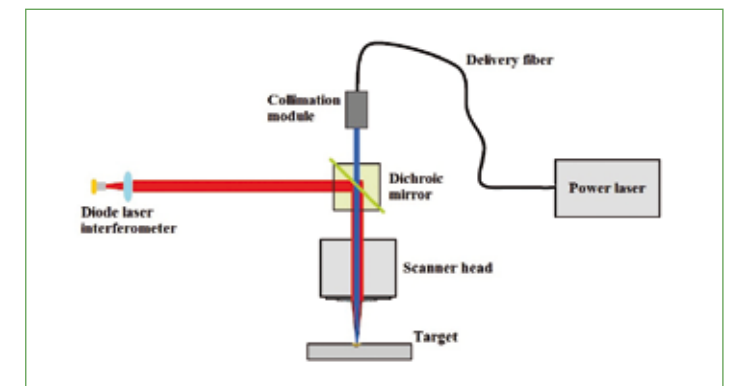 Delivery fiber
Collimation
module
Dichroic
mirror
Power laser
Diode laser
interferometer
Scanner head
Target